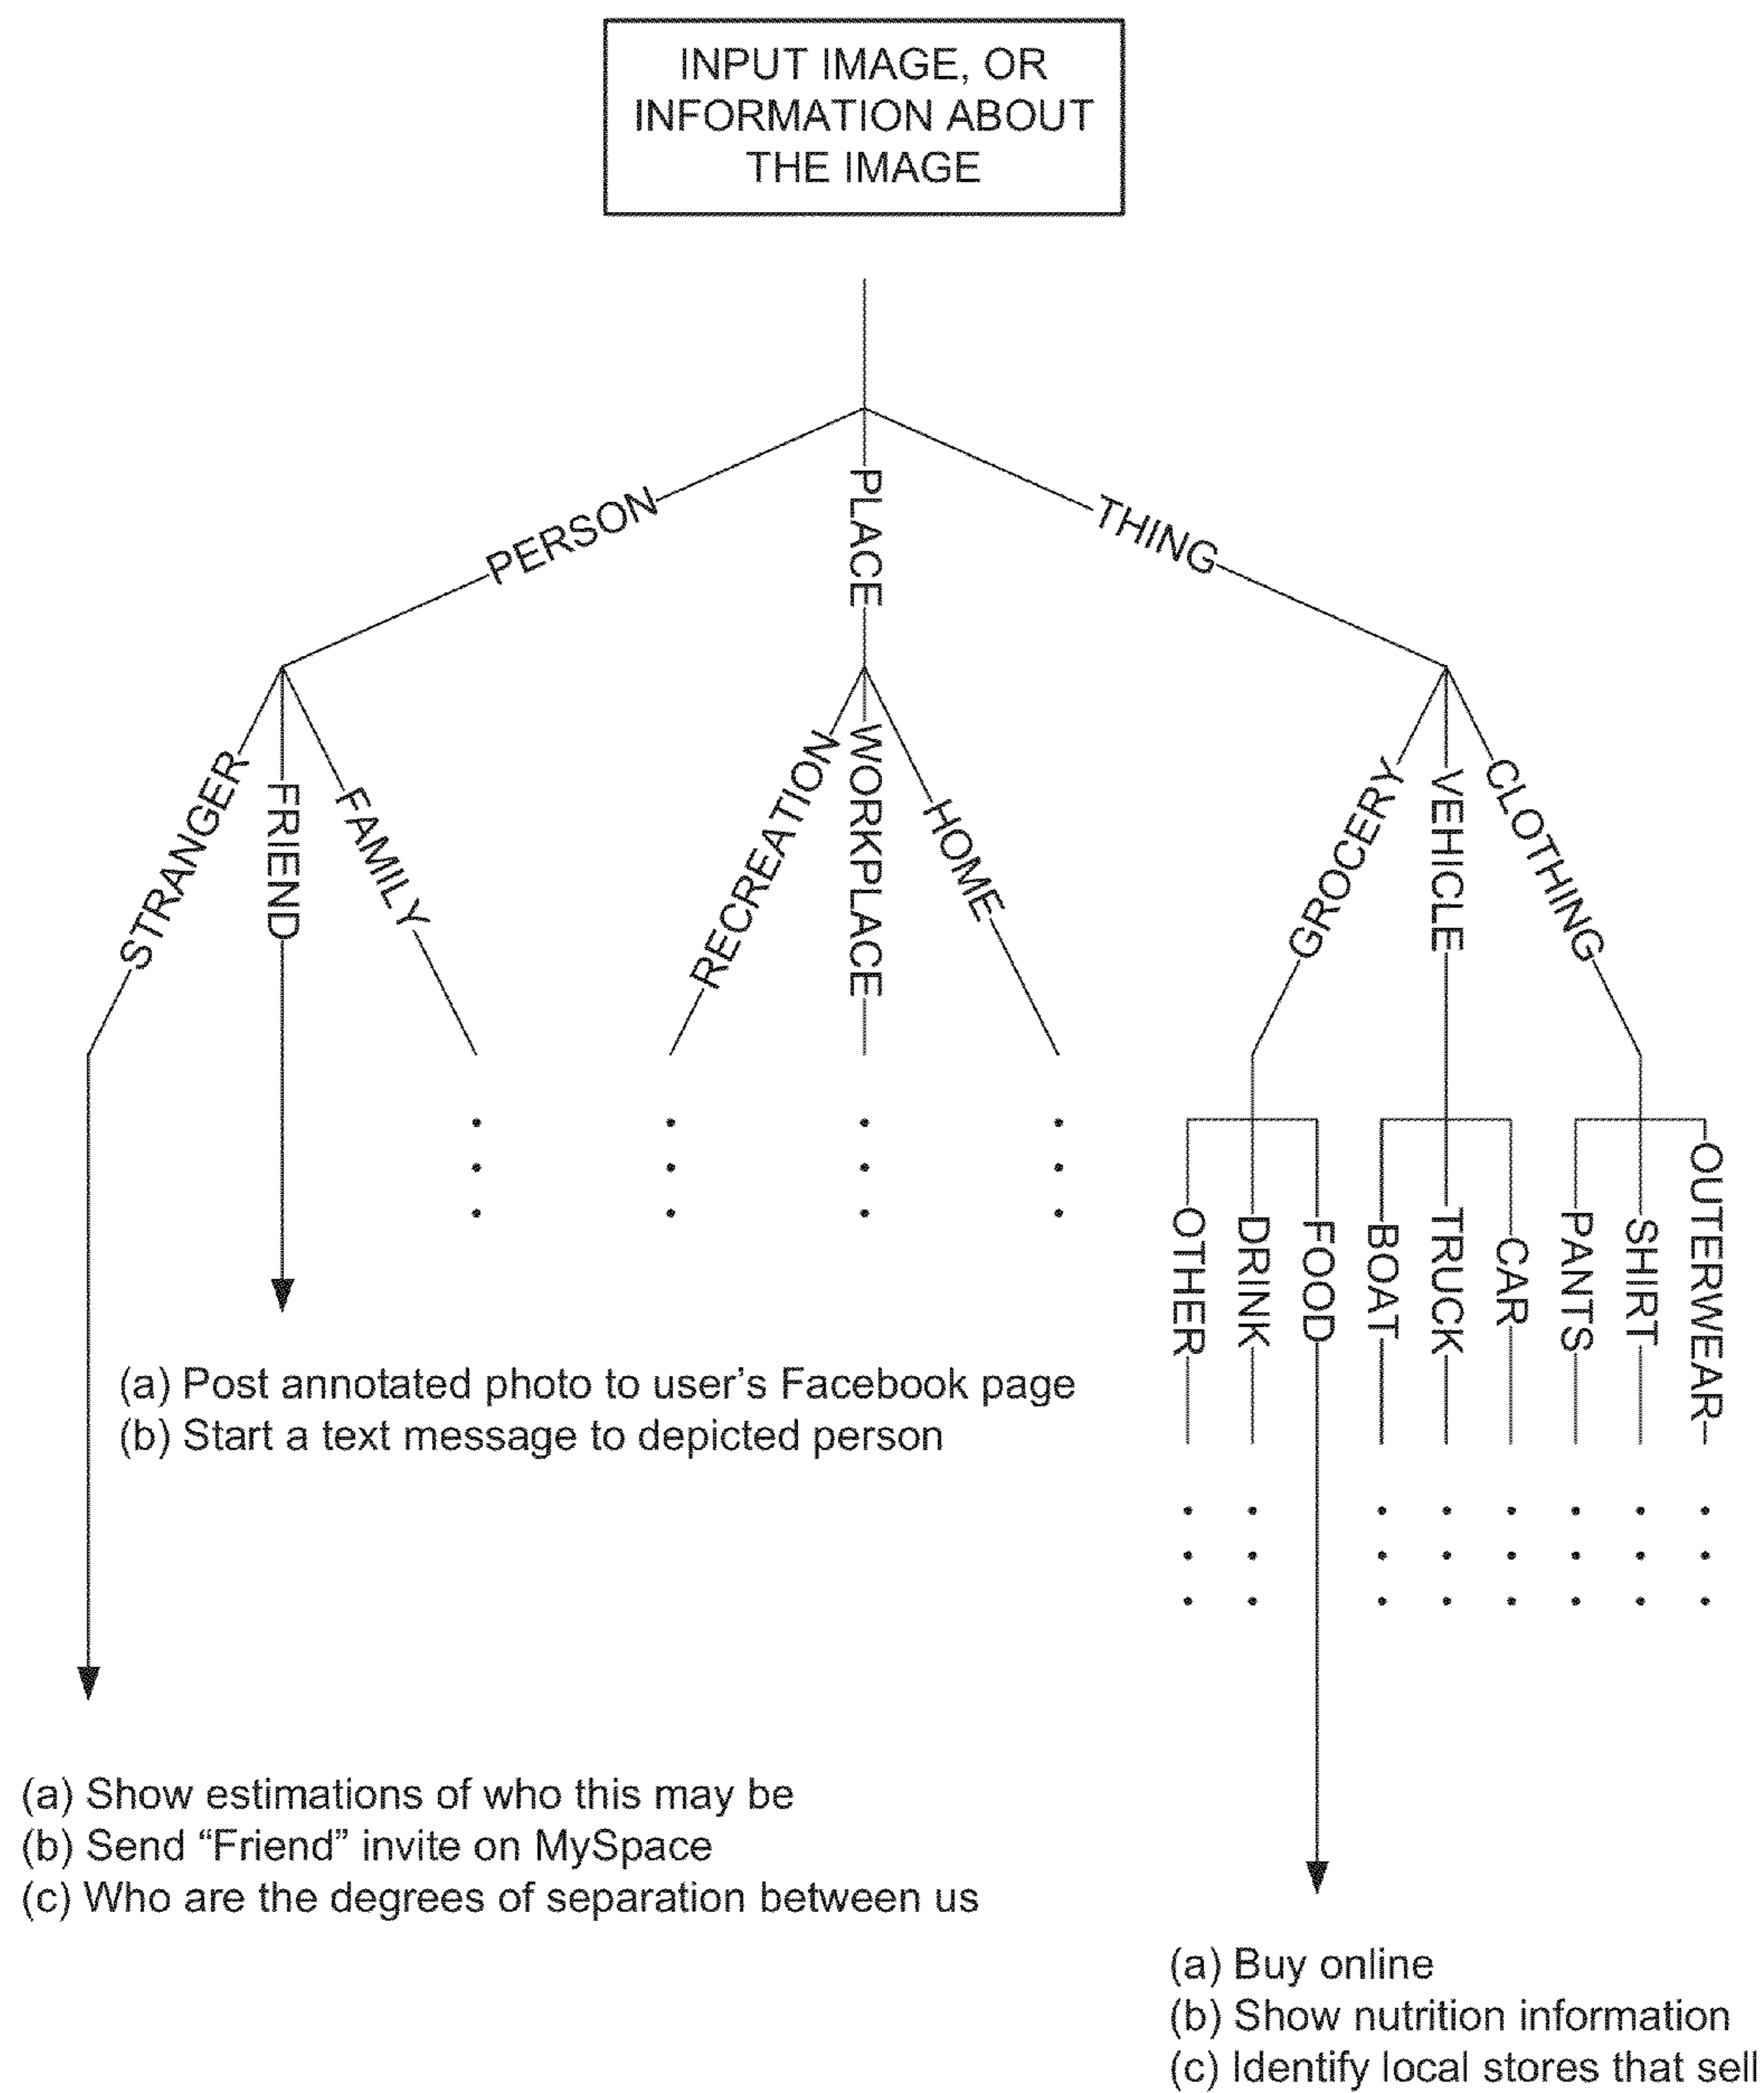 INPUT IMAGE, OR
INFORMATION ABOUT
THE IMAGE
PERSON
PLACE
THING
STRANGER
FRIEND
FAMILY
RECREATION
WORKPLACE
HOME
GROCERY
VEHICLE
CLOTHING
OTHER
DRINK
FOOD
BOAT
TRUCK
CAR
PANTS
SHIRT
OUTERWEAR
(a) Post annotated photo to user’s Facebook page
(b) Start a text message to depicted person
(a) Show estimations of who this may be
(b) Send “Friend” invite on MySpace
(c) Who are the degrees of separation between us
(a) Buy online
(b) Show nutrition information
(c) Identify local stores that sell